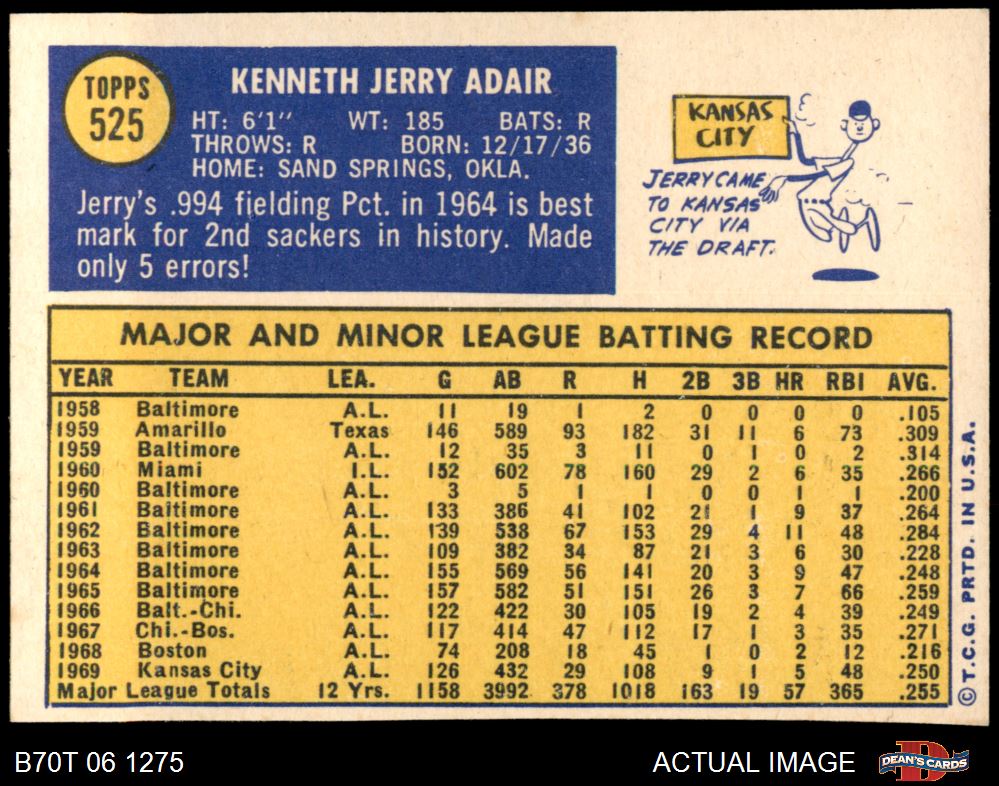 TOPPS
525
KENNETH JERRY ADAIR
HT: 6'1" WT: 185 BATS: R
THROWS: R BORN: 12/17/36
HOME: SAND SPRINGS, OKLA.
Jerry's .994 fielding Pct. in 1964 is best
mark for 2nd sackers in history. Made
only 5 errors!
KANSAS
CITY
JERRY CAME
TO KANSAS
CITY VIA
THE DRAFT.
MAJOR AND MINOR LEAGUE BATTING RECORD
YEAR TEAM LEA. G AB R H 2B 3B HR RBI AVG.
1958 Baltimore A.L. 11 19 1 2 0 0 0 0 .105
1959 Amarillo Texas 146 589 93 182 31 11 6 73 .309
1959 Baltimore A.L. 12 35 3 11 0 1 0 2 .314
1960 Miami I.L. 152 602 78 160 29 2 6 35 .266
1960 Baltimore A.L. 3 5 1 1 0 0 1 1 .200
1961 Baltimore A.L. 133 386 41 102 21 1 9 37 .264
1962 Baltimore A.L. 139 538 67 153 29 4 11 48 .284
1963 Baltimore A.L. 109 382 34 87 21 3 6 30 .228
1964 Baltimore A.L. 155 569 56 141 20 3 9 47 .248
1965 Baltimore A.L. 157 582 51 151 26 3 7 66 .259
1966 Balt.-Chi. A.L. 122 422 30 105 19 2 4 39 .249
1967 Chi.-Bos. A.L. 117 414 47 112 17 1 3 35 .271
1968 Boston A.L. 74 208 18 45 1 0 2 12 .216
1969 Kansas City A.L. 126 432 29 108 9 1 5 48 .250
Major League Totals 12 Yrs. 1158 3992 378 1018 163 19 57 365 .255
© T.C.G. PRTD. IN U.S.A.
B70T 06 1275
ACTUAL IMAGE
D
DEAN'S CARDS